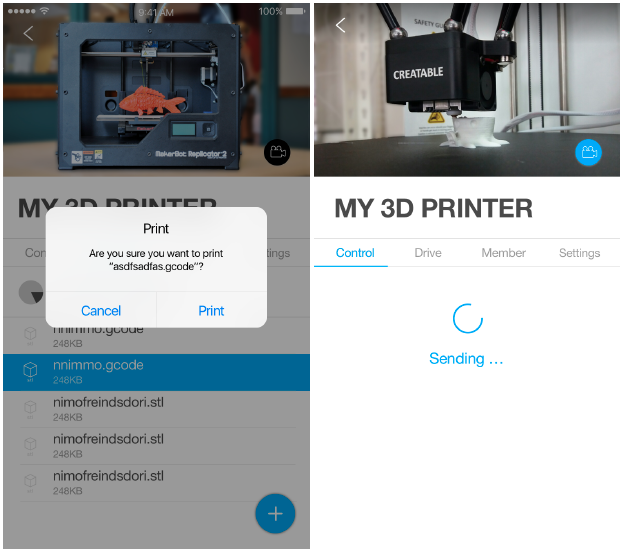 9:41 AM
100%
MakerBot Replicator 2
MY 3D PRINTER
Con
ttings
Print
Are you sure you want to print
“asdfsadfas.gcode”?
Cancel
Print
nnimmo.gcode
248KB
nnimmo.gcode
248KB
nimofreindsdori.stl
248KB
nimofreindsdori.stl
248KB
nimofreindsdori.stl
248KB
SAFETY GU
CREATABLE
MY 3D PRINTER
Control
Drive
Member
Settings
Sending ...